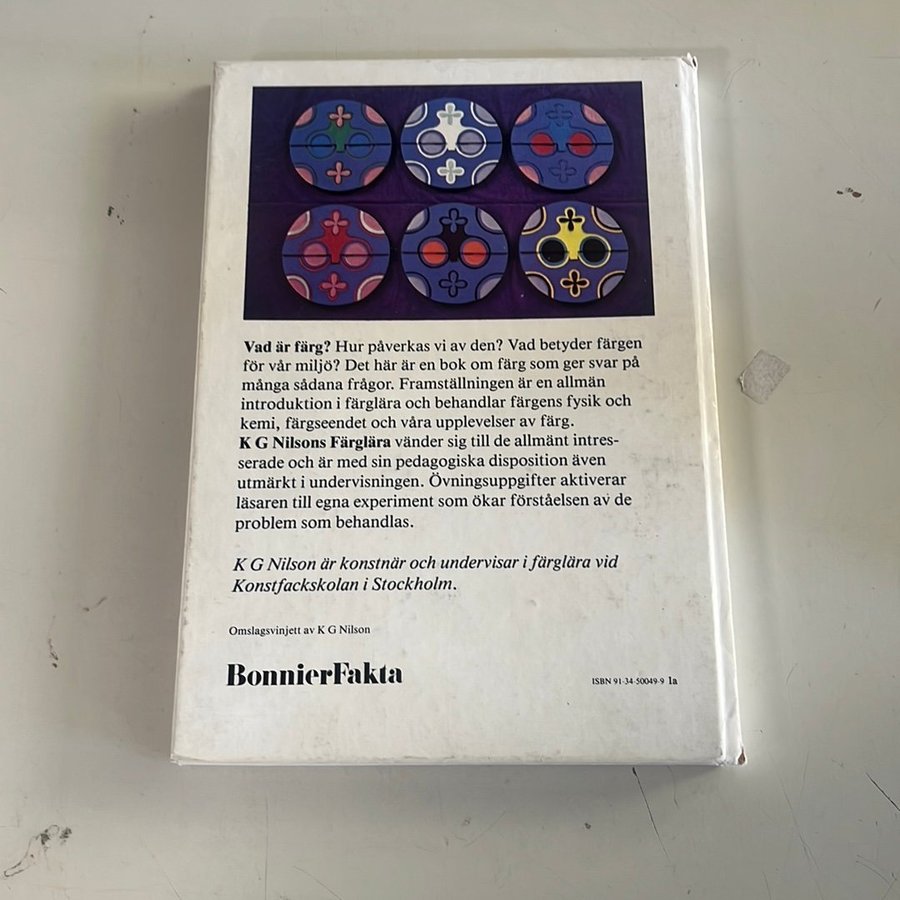 Vad är färg? Hur påverkas vi av den? Vad betyder färgen
för vår miljö? Det här är en bok om färg som ger svar på
många sådana frågor. Framställningen är en allmän
introduktion i färglära och behandlar färgens fysik och
kemi, färgseendet och våra upplevelser av färg.
K G Nilsons Färglära vänder sig till de allmänt intres-
serade och är med sin pedagogiska disposition även
utmärkt i undervisningen. Övningsuppgifter aktiverar
läsaren till egna experiment som ökar förståelsen av de
problem som behandlas.
K G Nilson är konstnär och undervisar i färglära vid
Konstfackskolan i Stockholm.
Omslagsvinjett av K G Nilson
BonnierFakta
ISBN 91-34-50049-9 1a